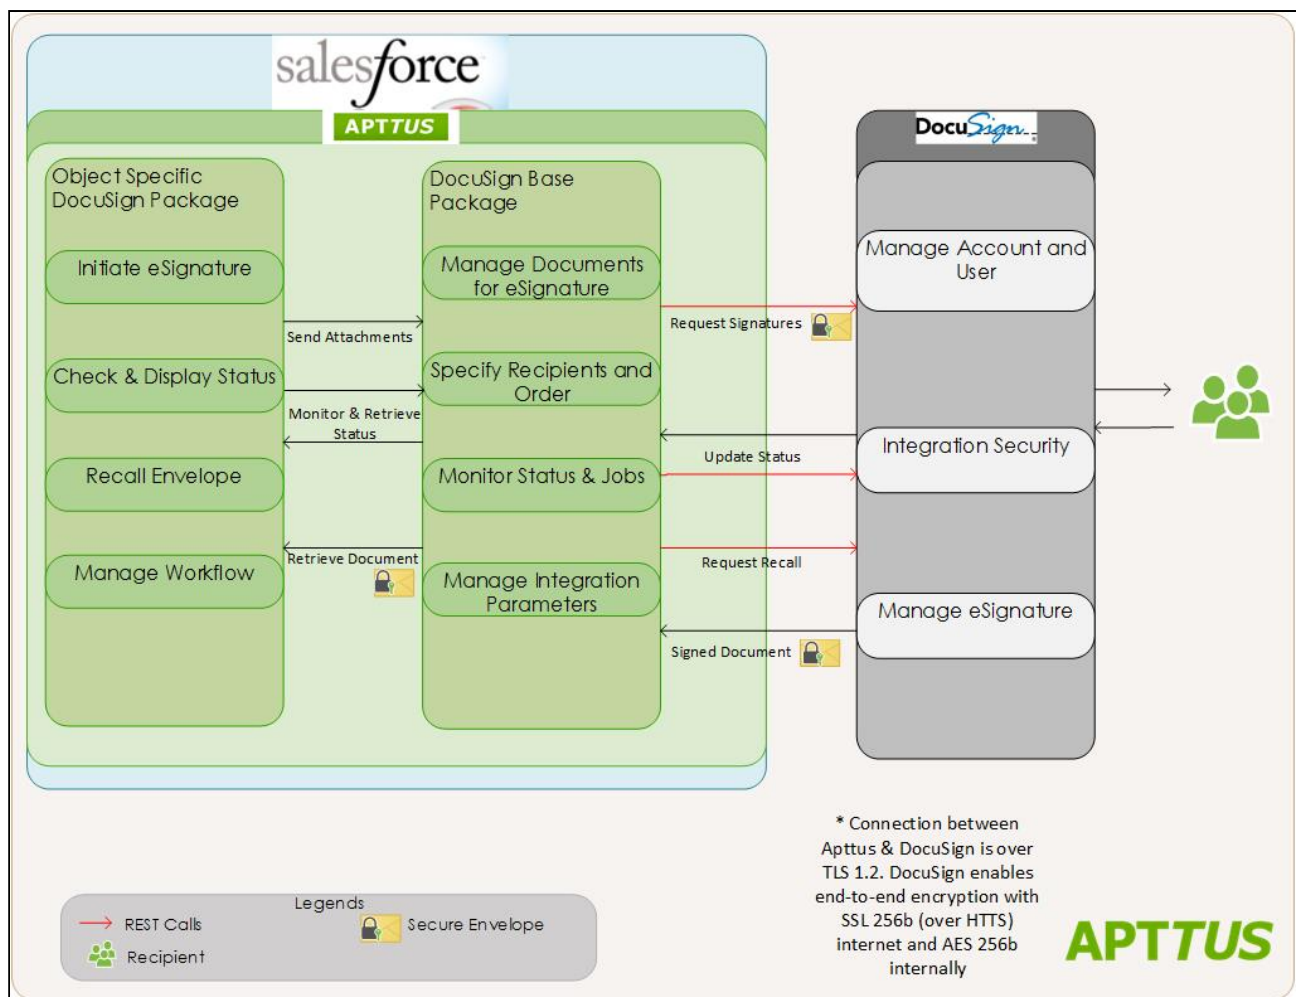 salesforce
APTTUS
DocuSign
Object Specific
DocuSign Package
DocuSign Base
Package
Initiate eSignature
Manage Documents
for eSignature
Manage Account and
User
Send Attachments
Request Signatures
Check & Display Status
Specify Recipients and
Order
Monitor & Retrieve
Status
Update Status
Integration Security
Recall Envelope
Monitor Status & Jobs
Retrieve Document
Request Recall
Manage Workflow
Manage Integration
Parameters
Manage eSignature
Signed Document
* Connection between
Apttus & DocuSign is over
TLS 1.2. DocuSign enables
end-to-end encryption with
SSL 256b (over HTTS)
internet and AES 256b
internally
Legends
REST Calls
Secure Envelope
Recipient
APTTUS